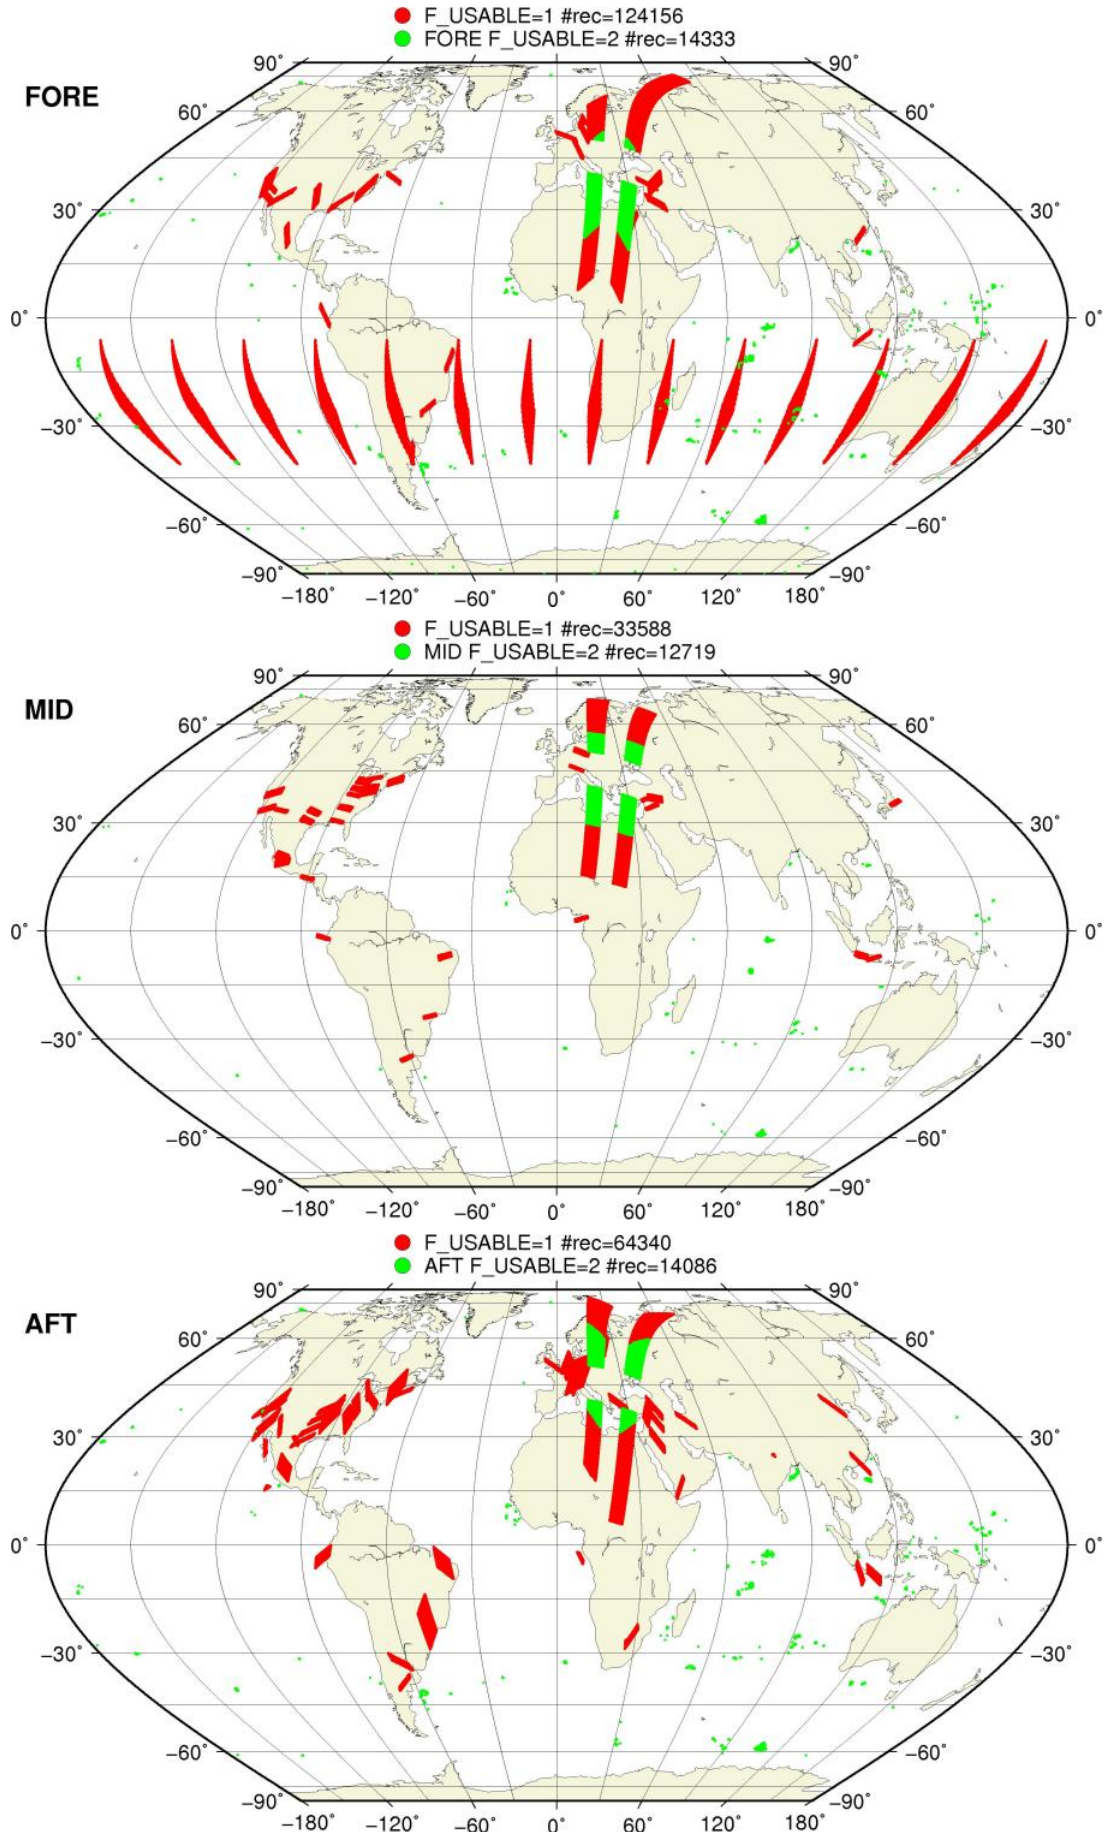 F_USABLE=1 #rec=124156
FORE F_USABLE=2 #rec=14333
FORE
90° 90°
60° 60°
30° 30°
0° 0°
−30° −30°
−60° −60°
−90° −90°
−180° −120° −60° 0° 60° 120° 180°
F_USABLE=1 #rec=33588
MID F_USABLE=2 #rec=12719
MID
90° 90°
60° 60°
30° 30°
0° 0°
−30° −30°
−60° −60°
−90° −90°
−180° −120° −60° 0° 60° 120° 180°
F_USABLE=1 #rec=64340
AFT F_USABLE=2 #rec=14086
AFT
90° 90°
60° 60°
30° 30°
0° 0°
−30° −30°
−60° −60°
−90° −90°
−180° −120° −60° 0° 60° 120° 180°